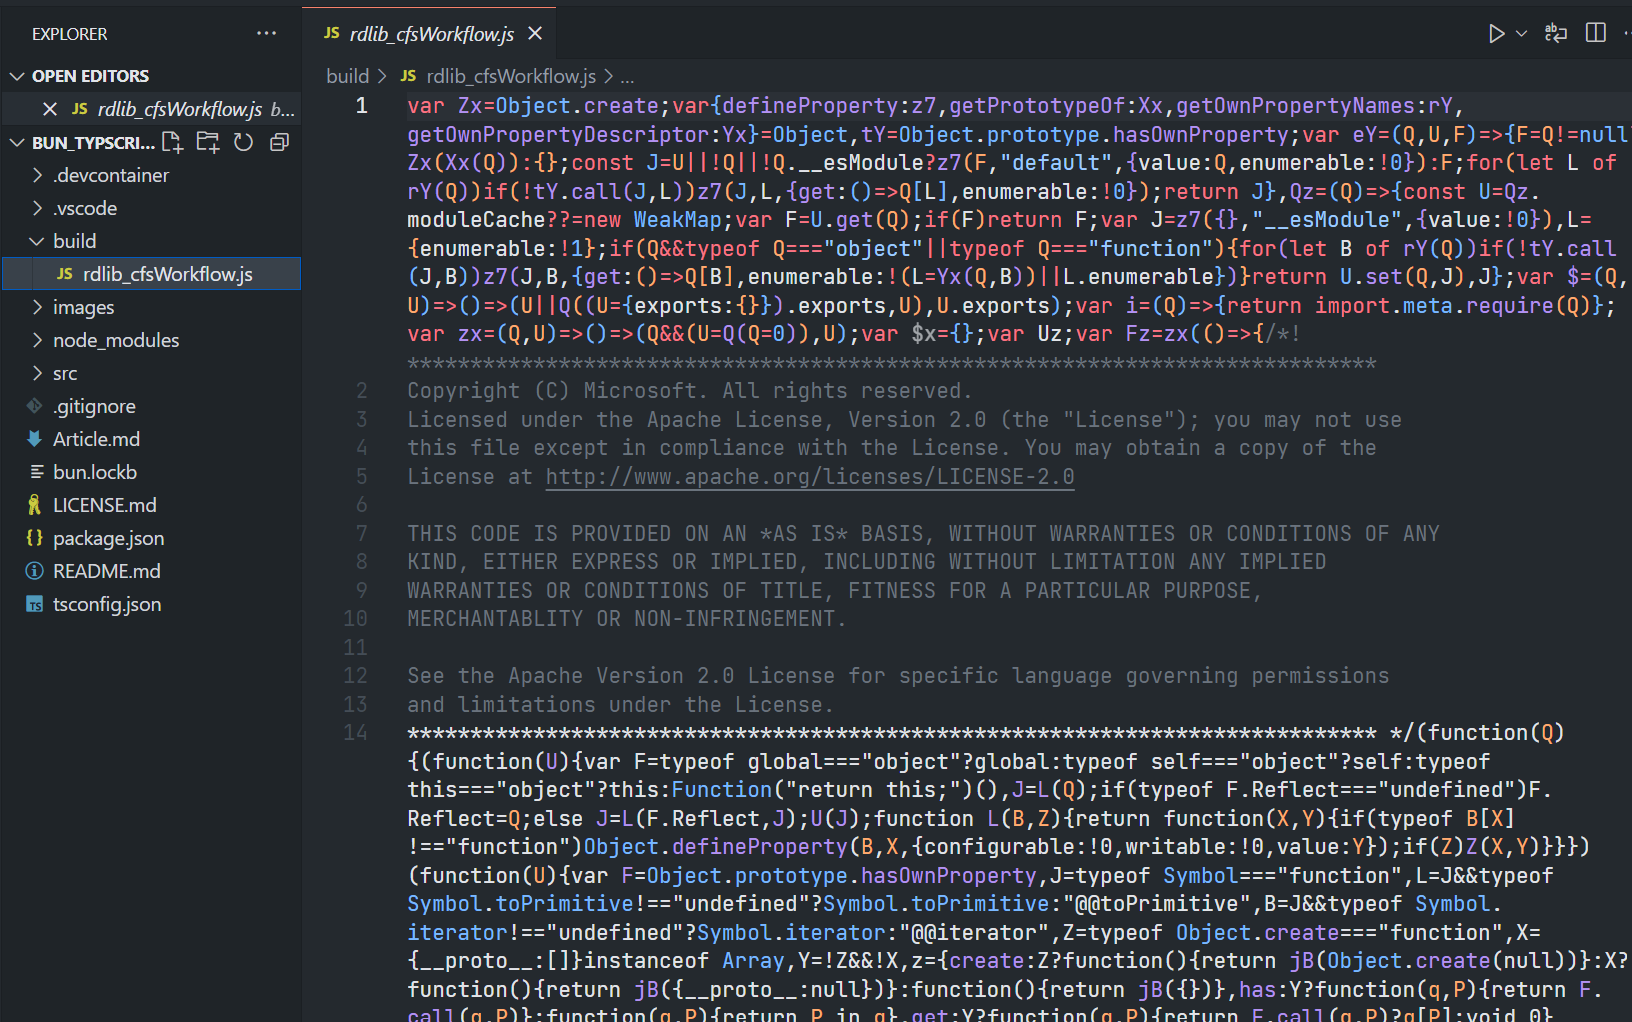 EXPLORER
OPEN EDITORS
JS rdlib_cfsWorkflow.js b...
BUN_TYPSCRI...
.devcontainer
.vscode
build
JS rdlib_cfsWorkflow.js
images
node_modules
src
.gitignore
Article.md
bun.lockb
LICENSE.md
{} package.json
README.md
TS tsconfig.json
JS rdlib_cfsWorkflow.js
build > JS rdlib_cfsWorkflow.js > ...
1 var Zx=Object.create;var{defineProperty:z7,getPrototypeOf:Xx,getOwnPropertyNames:rY,
getOwnPropertyDescriptor:Yx}=Object,tY=Object.prototype.hasOwnProperty;var eY=(Q,U,F)=>{F=Q!=null
Zx(Xx(Q)):{};const J=U||!Q||!Q.__esModule?z7(F,"default",{value:Q,enumerable:!0}):F;for(let L of
rY(Q))if(!tY.call(J,L))z7(J,L,{get:()=>Q[L],enumerable:!0});return J},Qz=(Q)=>{const U=Qz.
moduleCache??=new WeakMap;var F=U.get(Q);if(F)return F;var J=z7({},"__esModule",{value:!0}),L=
{enumerable:!1};if(Q&&typeof Q==="object"||typeof Q==="function"){for(let B of rY(Q))if(!tY.call
(J,B))z7(J,B,{get:()=>Q[B],enumerable:!(L=Yx(Q,B))||L.enumerable})}return U.set(Q,J),J};var $=(Q,
U)=>()=>(U||Q((U={exports:{}}).exports,U),U.exports);var i=(Q)=>{return import.meta.require(Q)};
var zx=(Q,U)=>()=>(Q&&(U=Q(Q=0)),U);var $x={};var Uz;var Fz=zx(()=>{/*!
*****************************************************************************
2 Copyright (C) Microsoft. All rights reserved.
3 Licensed under the Apache License, Version 2.0 (the "License"); you may not use
4 this file except in compliance with the License. You may obtain a copy of the
5 License at http://www.apache.org/licenses/LICENSE-2.0
6
7 THIS CODE IS PROVIDED ON AN *AS IS* BASIS, WITHOUT WARRANTIES OR CONDITIONS OF ANY
8 KIND, EITHER EXPRESS OR IMPLIED, INCLUDING WITHOUT LIMITATION ANY IMPLIED
9 WARRANTIES OR CONDITIONS OF TITLE, FITNESS FOR A PARTICULAR PURPOSE,
10 MERCHANTABLITY OR NON-INFRINGEMENT.
11
12 See the Apache Version 2.0 License for specific language governing permissions
13 and limitations under the License.
14 ***************************************************************************** */(function(Q)
{(function(U){var F=typeof global==="object"?global:typeof self==="object"?self:typeof
this==="object"?this:Function("return this;")(),J=L(Q);if(typeof F.Reflect==="undefined")F.
Reflect=Q;else J=L(F.Reflect,J);U(J);function L(B,Z){return function(X,Y){if(typeof B[X]
!=="function")Object.defineProperty(B,X,{configurable:!0,writable:!0,value:Y});if(Z)Z(X,Y)}}})
(function(U){var F=Object.prototype.hasOwnProperty,J=typeof Symbol==="function",L=J&&typeof
Symbol.toPrimitive!=="undefined"?Symbol.toPrimitive:"@@toPrimitive",B=J&&typeof Symbol.
iterator!=="undefined"?Symbol.iterator:"@@iterator",Z=typeof Object.create==="function",X=
{__proto__:[]}instanceof Array,Y=!Z&&!X,z={create:Z?function(){return jB(Object.create(null))}:X?
function(){return jB({__proto__:null})}:function(){return jB({})},has:Y?function(q,P){return F.
call(q,P)}:function(q,P){return P in q},get:Y?function(q,P){return F.call(q,P)?q[P]:void 0}